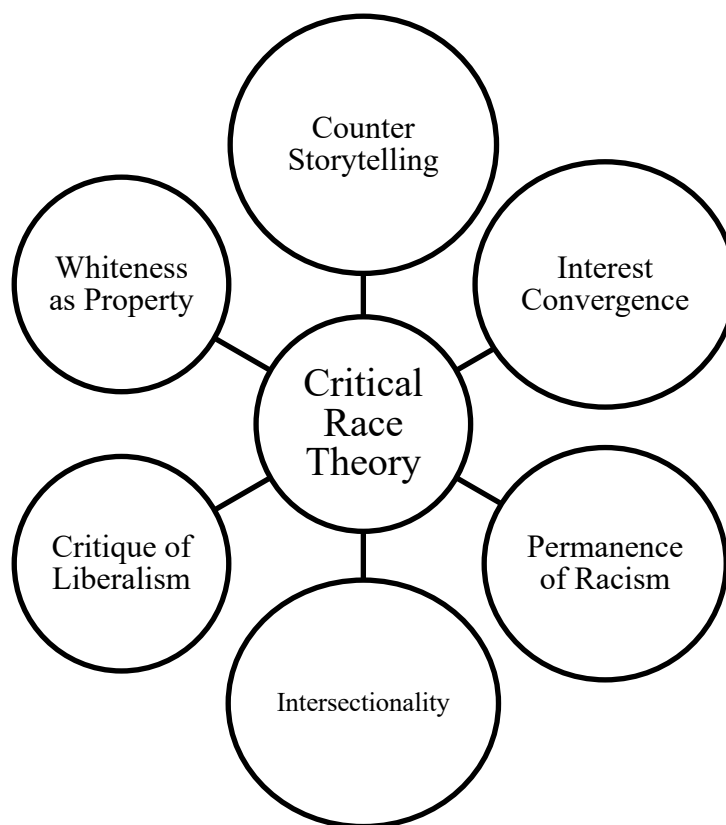 Counter
Storytelling
Whiteness
as Property
Interest
Convergence
Critical
Race
Theory
Critique of
Liberalism
Permanence
of Racism
Intersectionality